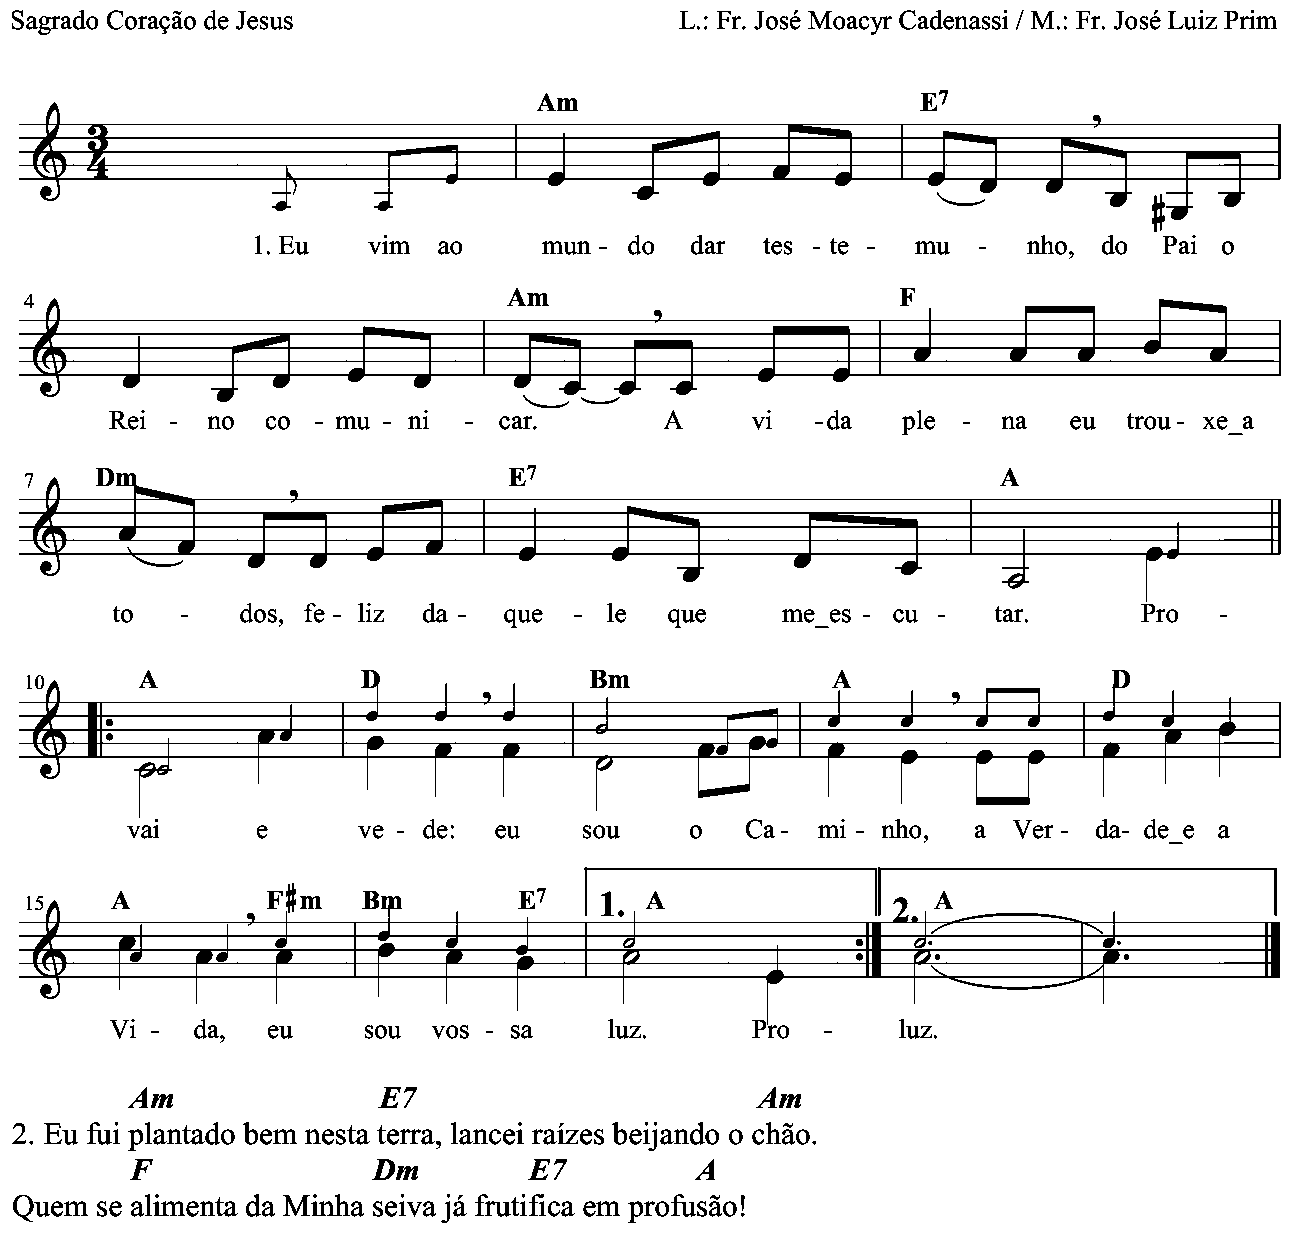 Sagrado Coração de Jesus L.: Fr. José Moacyr Cadenassi / M.: Fr. José Luiz Prim
Am E7
3/4
1. Eu vim ao mun - do dar tes - te - mu - nho, do Pai o
4 Am F
Rei - no co - mu - ni - car. A vi - da ple - na eu trou - xe_a
7 Dm E7 A
to - dos, fe - liz da - que - le que me_es - cu - tar. Pro -
10 A D Bm A D
vai e ve - de: eu sou o Ca - mi - nho, a Ver - da - de_e a
15 A F#m Bm E7 1. A 2. A
Vi - da, eu sou vos - sa luz. Pro - luz.
Am E7 Am
2. Eu fui plantado bem nesta terra, lancei raízes beijando o chão.
F Dm E7 A
Quem se alimenta da Minha seiva já frutifica em profusão!